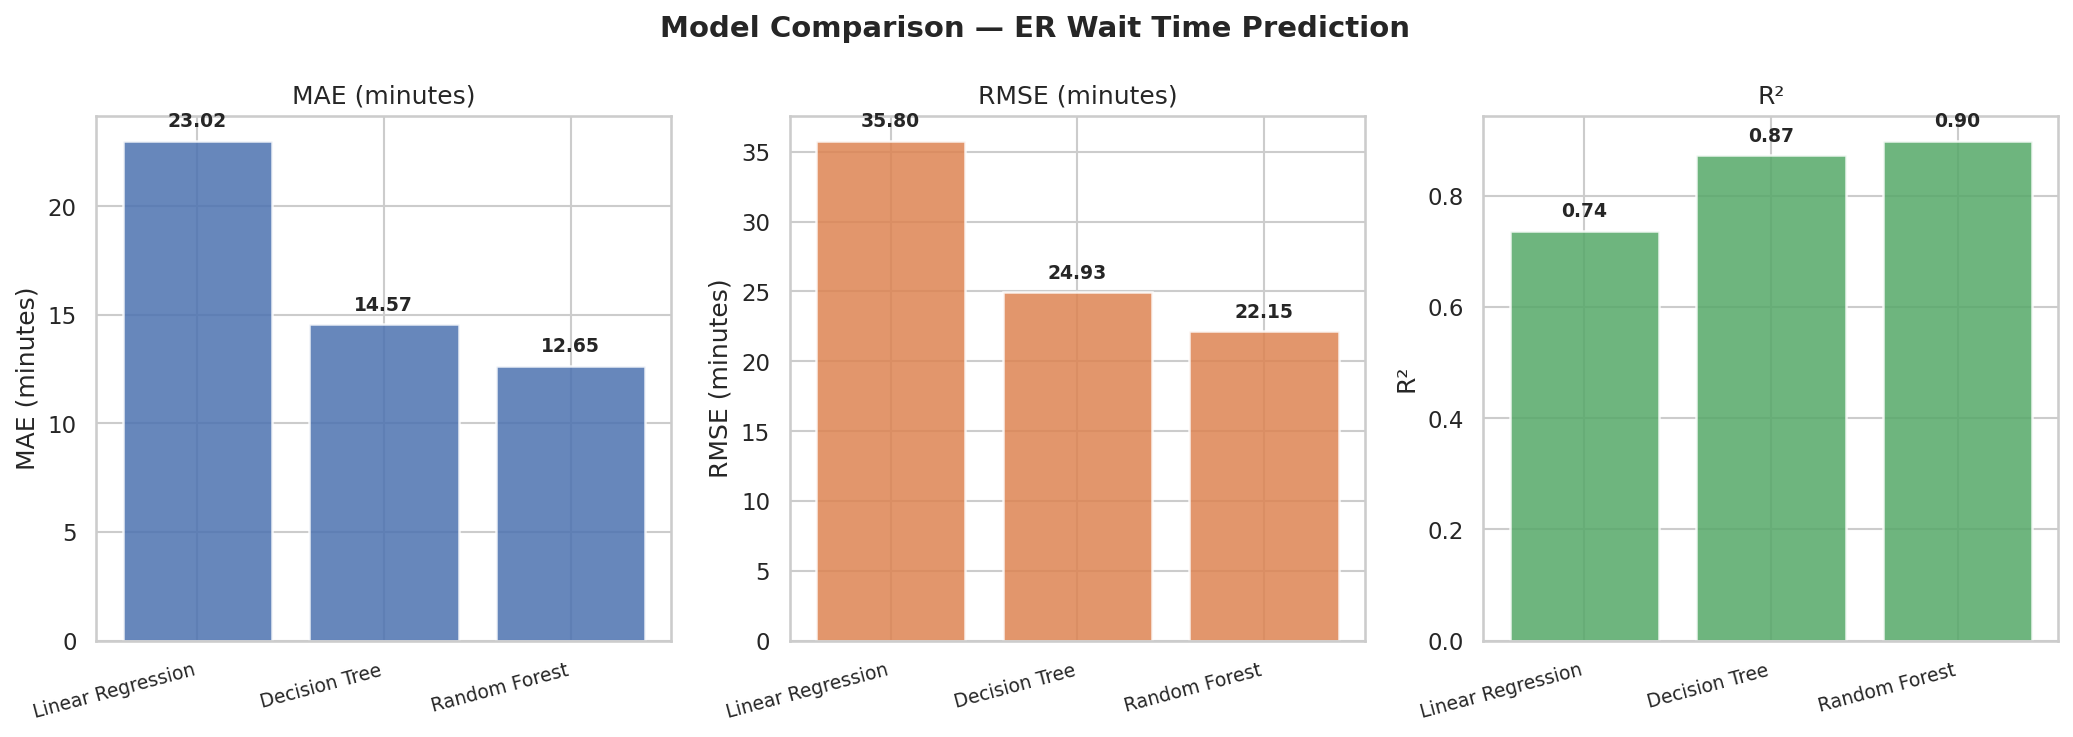 Model Comparison — ER Wait Time Prediction
MAE (minutes)
MAE (minutes)
20
15
10
5
0
23.02
14.57
12.65
Linear Regression
Decision Tree
Random Forest
RMSE (minutes)
RMSE (minutes)
35
30
25
20
15
10
5
0
35.80
24.93
22.15
Linear Regression
Decision Tree
Random Forest
R²
R²
0.8
0.6
0.4
0.2
0.0
0.74
0.87
0.90
Linear Regression
Decision Tree
Random Forest